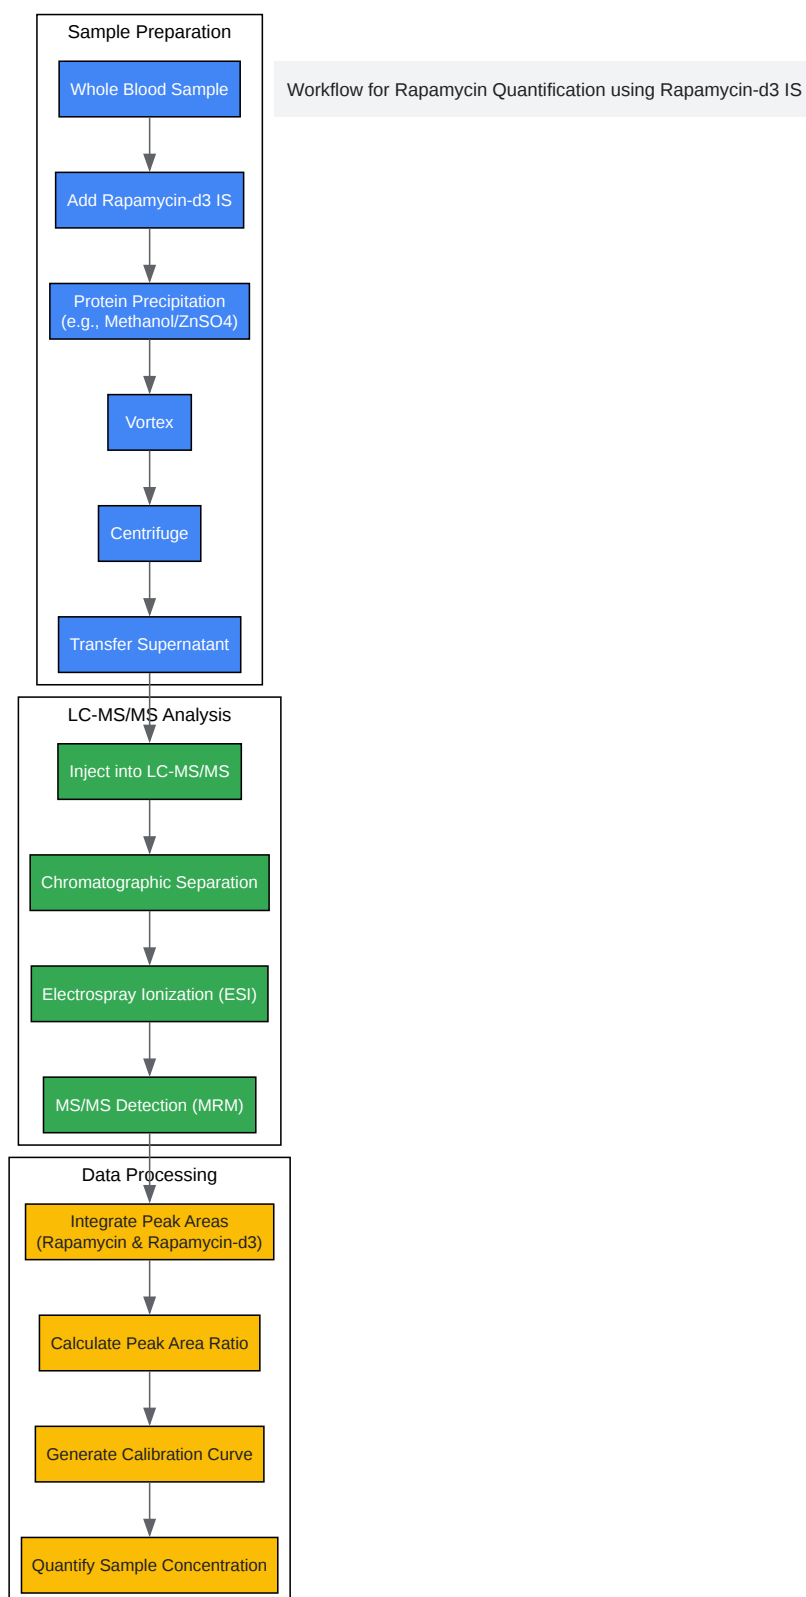 Sample Preparation
Whole Blood Sample
Workflow for Rapamycin Quantification using Rapamycin-d3 IS
Add Rapamycin-d3 IS
Protein Precipitation
(e.g., Methanol/ZnSO4)
Vortex
Centrifuge
Transfer Supernatant
LC-MS/MS Analysis
Inject into LC-MS/MS
Chromatographic Separation
Electrospray Ionization (ESI)
MS/MS Detection (MRM)
Data Processing
Integrate Peak Areas
(Rapamycin & Rapamycin-d3)
Calculate Peak Area Ratio
Generate Calibration Curve
Quantify Sample Concentration